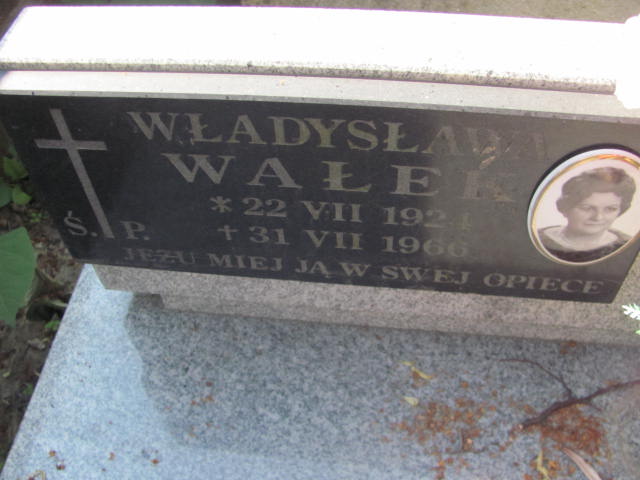 WŁADYSŁAWA
WAŁEK
* 22 VII 1924
Ś. P. † 31 VII 1966
JEZU MIEJ JĄ W SWEJ OPIECE